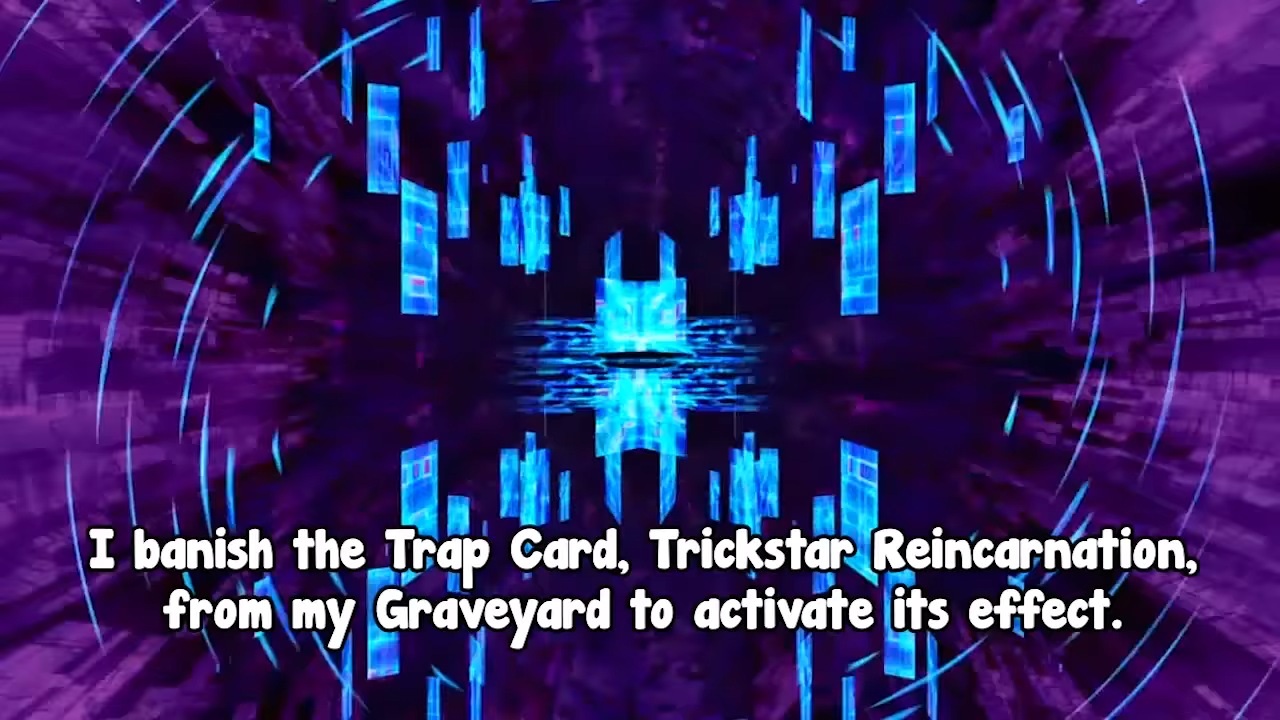 I banish the Trap Card, Trickstar Reincarnation,
from my Graveyard to activate its effect.